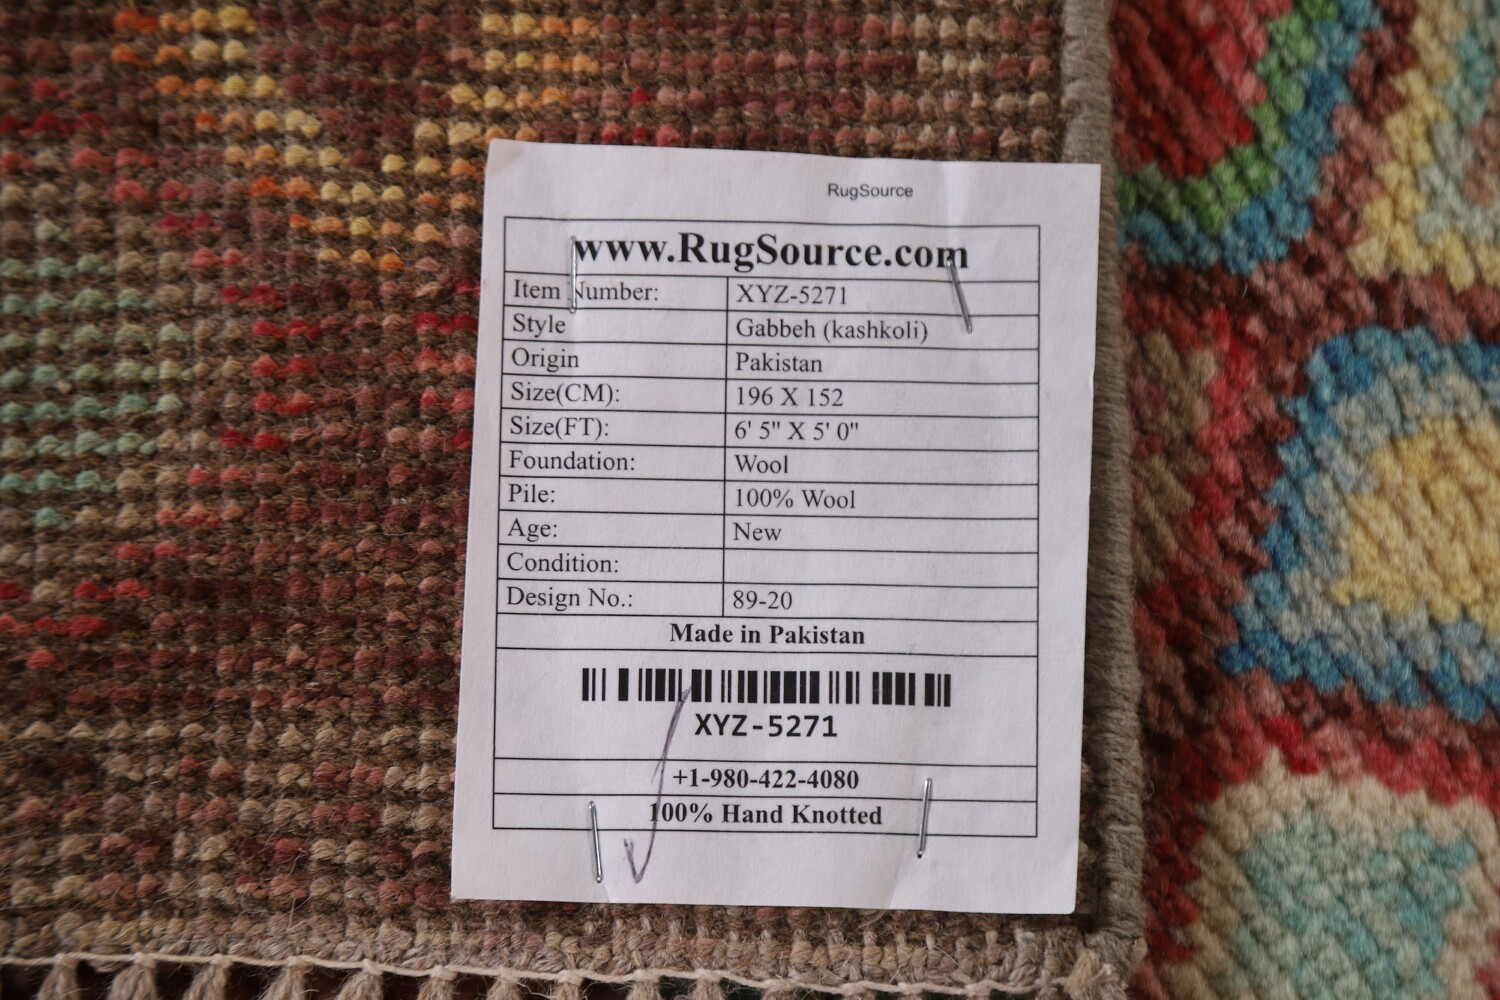 RugSource
www.RugSource.com
Item Number: XYZ-5271
Style Gabbeh (kashkoli)
Origin Pakistan
Size(CM): 196 X 152
Size(FT): 6' 5" X 5' 0"
Foundation: Wool
Pile: 100% Wool
Age: New
Condition:
Design No.: 89-20
Made in Pakistan
XYZ-5271
+1-980-422-4080
100% Hand Knotted